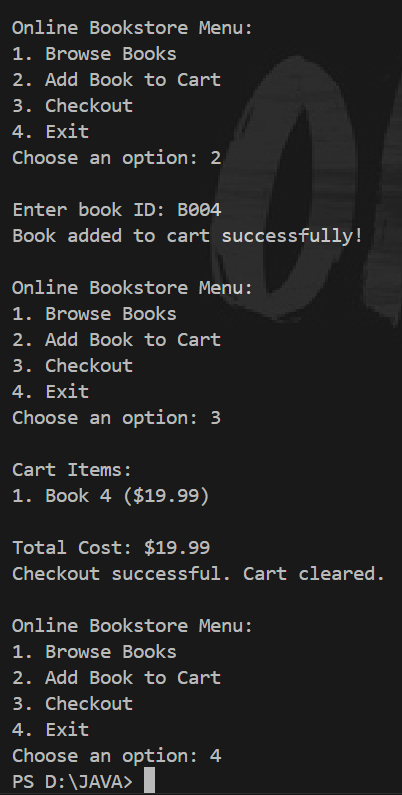 Online Bookstore Menu:
1. Browse Books
2. Add Book to Cart
3. Checkout
4. Exit
Choose an option: 2
Enter book ID: B004
Book added to cart successfully!
Online Bookstore Menu:
1. Browse Books
2. Add Book to Cart
3. Checkout
4. Exit
Choose an option: 3
Cart Items:
1. Book 4 ($19.99)
Total Cost: $19.99
Checkout successful. Cart cleared.
Online Bookstore Menu:
1. Browse Books
2. Add Book to Cart
3. Checkout
4. Exit
Choose an option: 4
PS D:\JAVA>